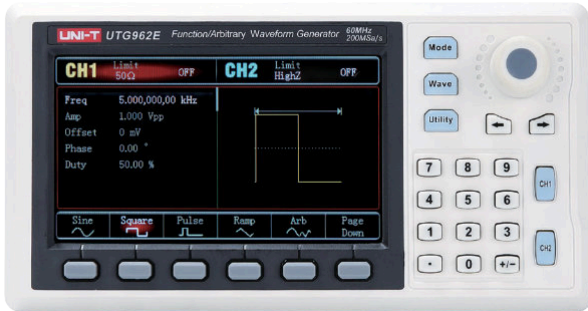 UNI-T UTG962E Function/Arbitrary Waveform Generator 60MHz 200MSa/s
CH1 Limit 50Ω OFF CH2 Limit HighZ OFF
Freq 5.000,000,00 kHz
Amp 1.000 Vpp
Offset 0 mV
Phase 0.00 °
Duty 50.00 %
Sine Square Pulse Ramp Arb Page Down
Mode
Wave
Utility
7 8 9
CH1
4 5 6
1 2 3
CH2
. 0 +/-